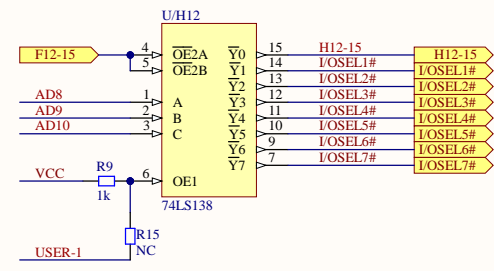 U/H12
F12-15 4 OE2A Y0 15 H12-15 H12-15
5 OE2B Y1 14 I/OSEL1# I/OSEL1#
Y2 13 I/OSEL2# I/OSEL2#
AD8 1 A Y3 12 I/OSEL3# I/OSEL3#
AD9 2 B Y4 11 I/OSEL4# I/OSEL4#
AD10 3 C Y5 10 I/OSEL5# I/OSEL5#
Y6 9 I/OSEL6# I/OSEL6#
Y7 7 I/OSEL7# I/OSEL7#
VCC R9 6 OE1
1k
74LS138
R15
NC
USER-1